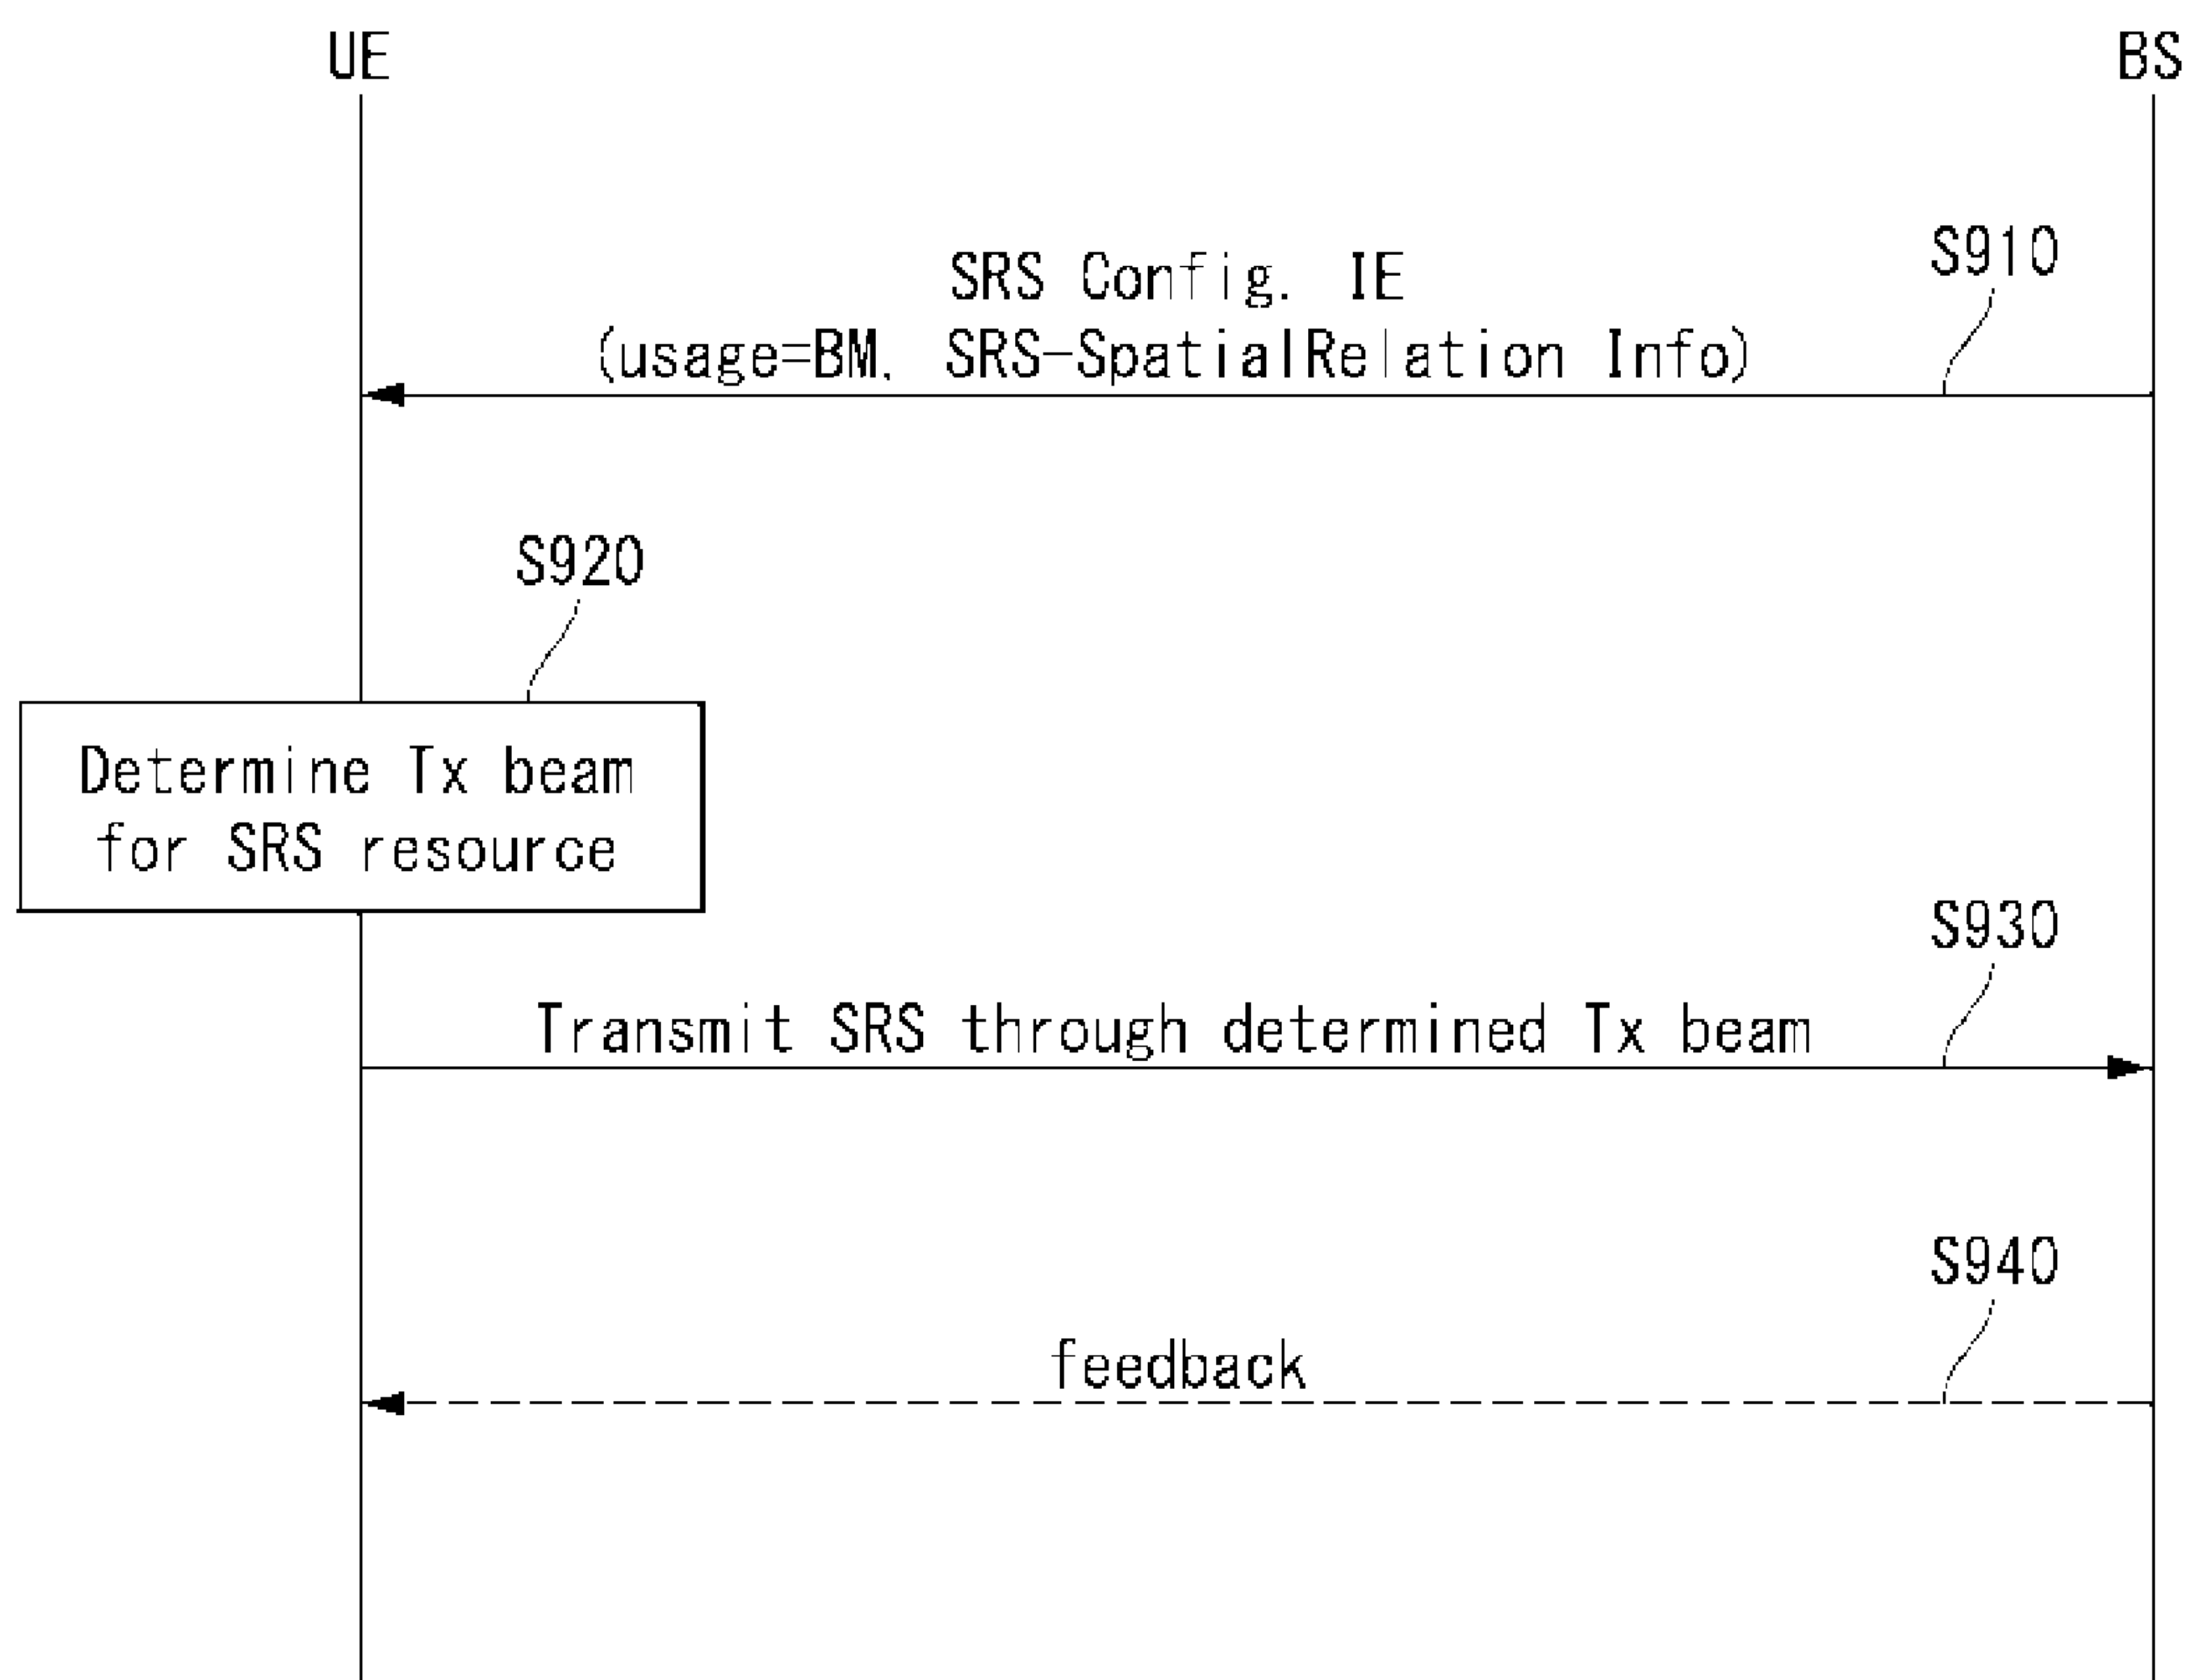 UE
BS
S910
SRS Config. IE
(usage=BM, SRS-SpatialRelation Info)
S920
Determine Tx beam
for SRS resource
S930
Transmit SRS through determined Tx beam
S940
feedback